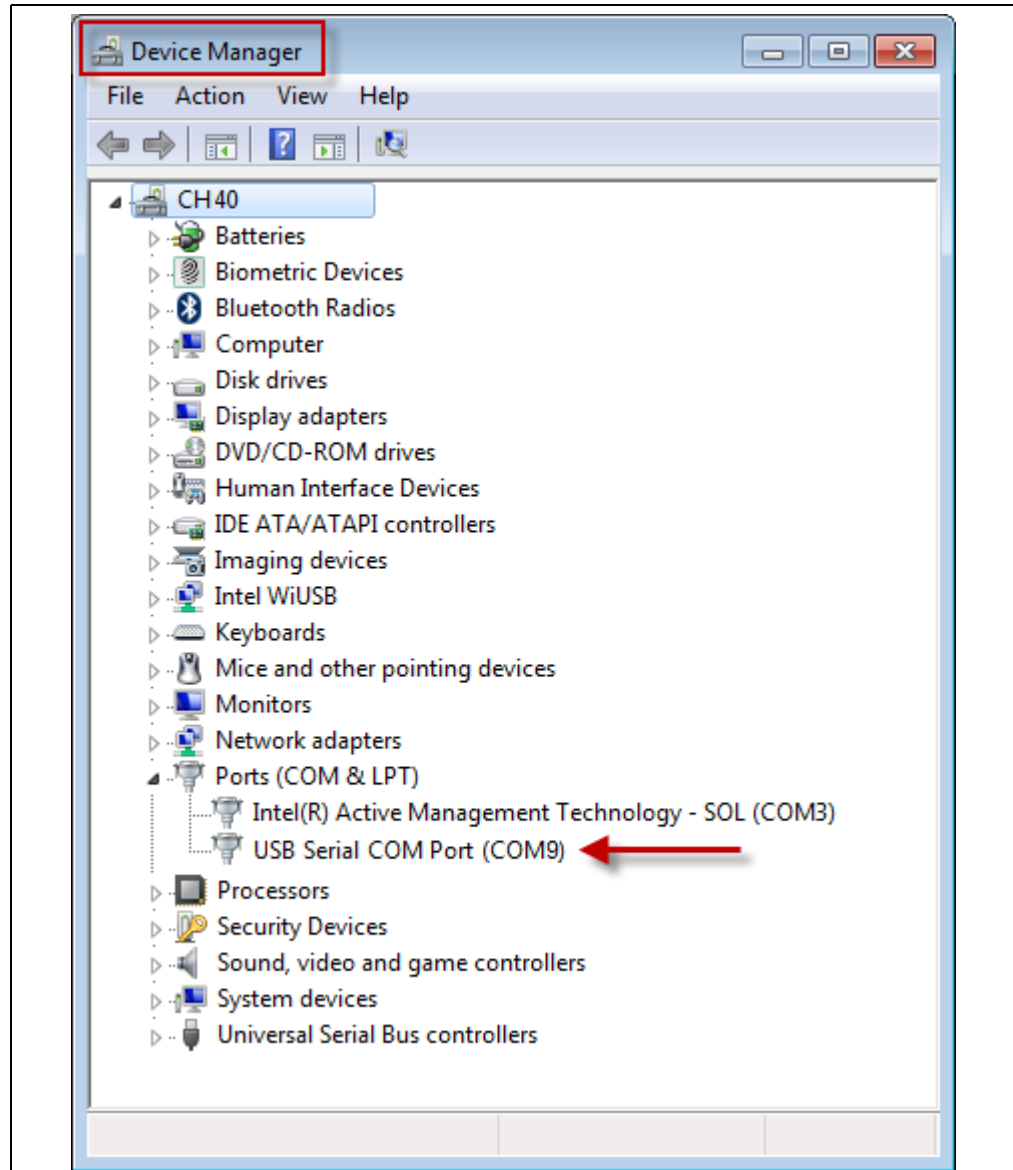 Device Manager
File Action View Help
CH40
Batteries
Biometric Devices
Bluetooth Radios
Computer
Disk drives
Display adapters
DVD/CD-ROM drives
Human Interface Devices
IDE ATA/ATAPI controllers
Imaging devices
Intel WiUSB
Keyboards
Mice and other pointing devices
Monitors
Network adapters
Ports (COM & LPT)
Intel(R) Active Management Technology - SOL (COM3)
USB Serial COM Port (COM9)
Processors
Security Devices
Sound, video and game controllers
System devices
Universal Serial Bus controllers